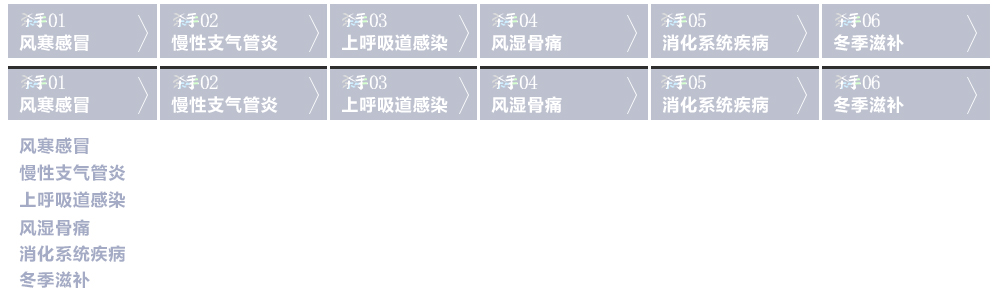 杀手01
风寒感冒
杀手02
慢性支气管炎
杀手03
上呼吸道感染
杀手04
风湿骨痛
杀手05
消化系统疾病
杀手06
冬季滋补
杀手01
风寒感冒
杀手02
慢性支气管炎
杀手03
上呼吸道感染
杀手04
风湿骨痛
杀手05
消化系统疾病
杀手06
冬季滋补
风寒感冒
慢性支气管炎
上呼吸道感染
风湿骨痛
消化系统疾病
冬季滋补